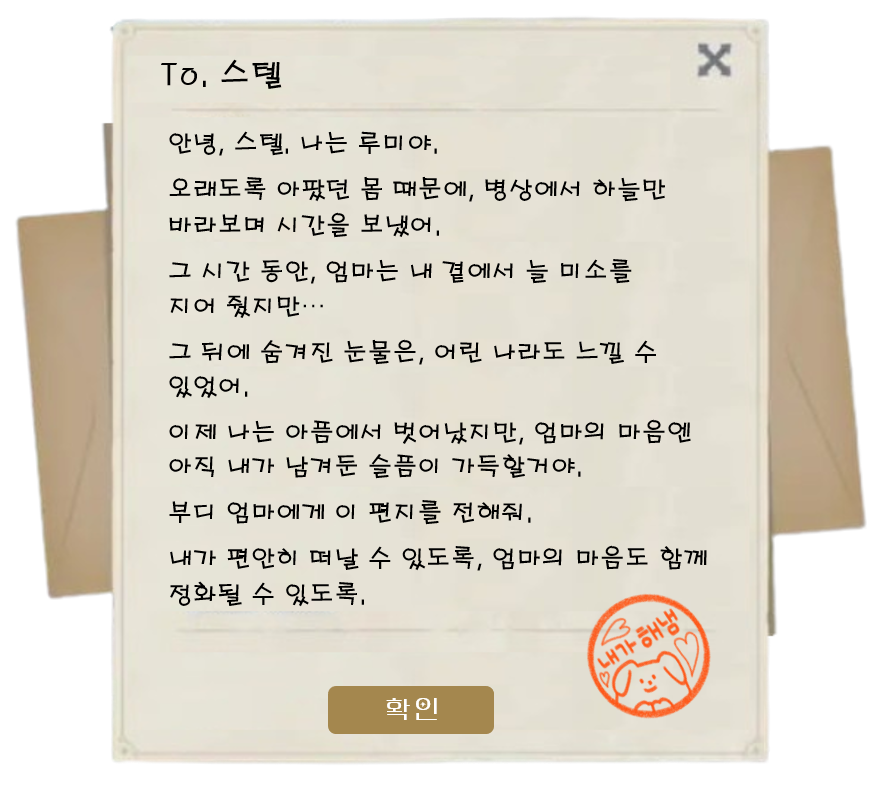 To. 스텔
안녕, 스텔. 나는 루미야.
오래도록 아팠던 몸 때문에, 병상에서 하늘만
바라보며 시간을 보냈어.
그 시간 동안, 엄마는 내 곁에서 늘 미소를
지어 줬지만…
그 뒤에 숨겨진 눈물은, 어린 나라도 느낄 수
있었어.
이제 나는 아픔에서 벗어났지만, 엄마의 마음엔
아직 내가 남겨둔 슬픔이 가득할거야.
부디 엄마에게 이 편지를 전해줘.
내가 편안히 떠날 수 있도록, 엄마의 마음도 함께
정화될 수 있도록.
내가 해냄
확인